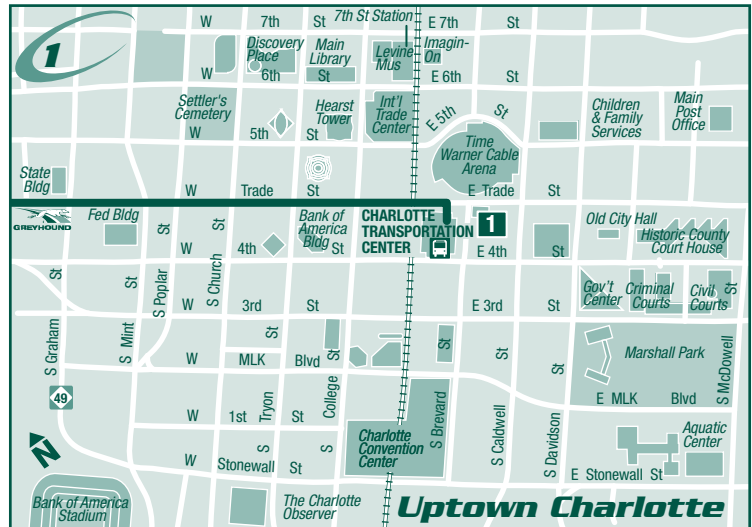 1
W 7th St
7th St Station
E 7th St
Discovery
Place
Main
Library
Levine
Mus
Imagin-
On
W 6th St
E 6th St
Settler's
Cemetery
Hearst
Tower
Int'l
Trade
Center
E 5th St
Children
& Family
Services
Main
Post
Office
W 5th St
Time
Warner Cable
Arena
State
Bldg
W Trade St
E Trade St
GREYHOUND
Fed Bldg
Bank of
America
Bldg
CHARLOTTE
TRANSPORTATION
CENTER
1
Old City Hall
Historic County
Court House
W 4th St
E 4th St
S Graham St
S Mint St
S Poplar St
S Church St
Gov't
Center
Criminal
Courts
Civil
Courts
W 3rd St
E 3rd St
W MLK Blvd
Marshall Park
S McDowell St
49
S Tryon St
S College St
S Brevard St
S Caldwell St
S Davidson St
E MLK Blvd
W 1st St
Charlotte
Convention
Center
Aquatic
Center
N
W Stonewall St
E Stonewall St
Bank of America
Stadium
The Charlotte
Observer
Uptown Charlotte